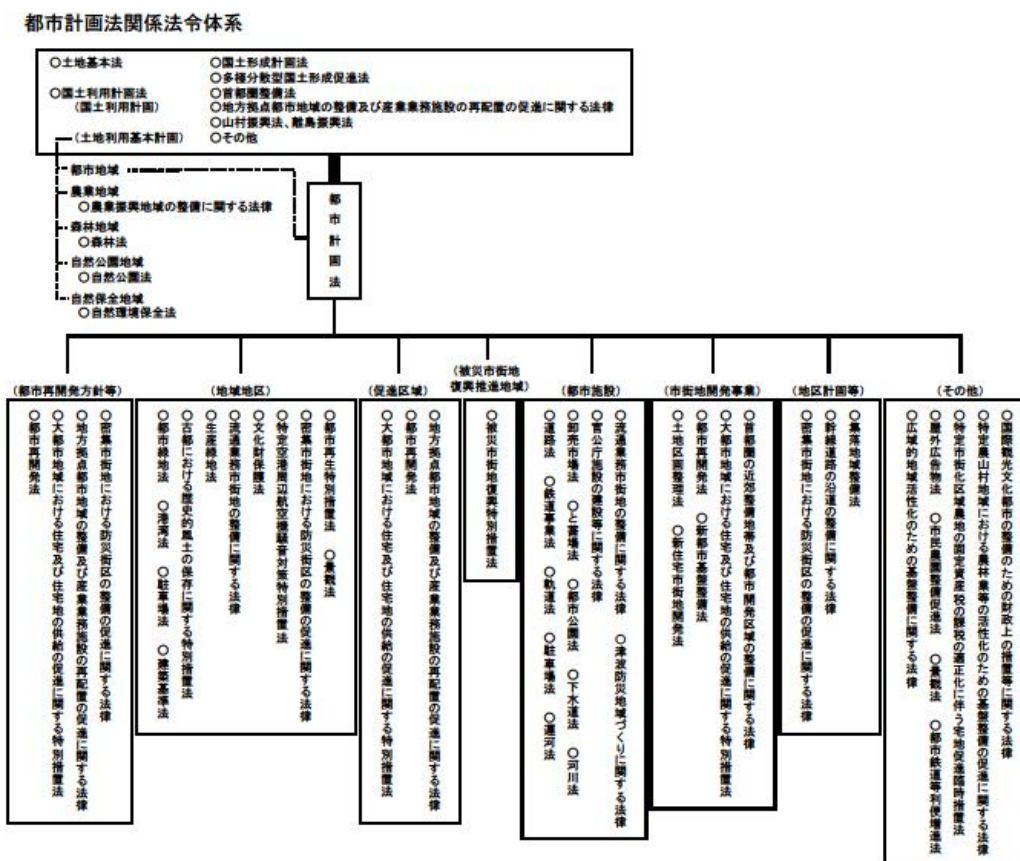 都市計画法関係法令体系
○土地基本法
○国土利用計画法
(国土利用計画)
(土地利用基本計画)
○国土形成計画法
○多極分散型国土形成促進法
○首都圏整備法
○地方拠点都市地域の整備及び産業業務施設の再配置の促進に関する法律
○山村振興法、離島振興法
○その他
都市地域
農業地域
○農業振興地域の整備に関する法律
森林地域
○森林法
自然公園地域
○自然公園法
自然保全地域
○自然環境保全法
都市計画法
(都市再開発方針等)
○密集市街地における防災街区の整備の促進に関する法律
○地方拠点都市地域の整備及び産業業務施設の再配置の促進に関する法律
○大都市地域における住宅及び住宅地の供給の促進に関する特別措置法
○都市再開発法
(地域地区)
○都市再生特別措置法 ○景観法
○密集市街地における防災街区の整備の促進に関する法律
○特定空港周辺航空機騒音対策特別措置法
○文化財保護法
○流通業務市街地の整備に関する法律
○生産緑地法
○古都における歴史的風土の保存に関する特別措置法
○都市緑地法 ○港湾法 ○駐車場法 ○建築基準法
(促進区域)
○地方拠点都市地域の整備及び産業業務施設の再配置の促進に関する法律
○都市再開発法
○大都市地域における住宅及び住宅地の供給の促進に関する特別措置法
(被災市街地
復興推進地域)
○被災市街地復興特別措置法
(都市施設)
○流通業務市街地の整備に関する法律 ○津波防災地域づくりに関する法律
○官公庁施設の建設等に関する法律
○卸売市場法 ○と畜場法 ○都市公園法 ○下水道法 ○河川法
○道路法 ○鉄道事業法 ○軌道法 ○駐車場法 ○運河法
(市街地開発事業)
○首都圏の近郊整備地帯及び都市開発区域の整備に関する法律
○大都市地域における住宅及び住宅地の供給の促進に関する特別措置法
○都市再開発法 ○新都市基盤整備法
○土地区画整理法 ○新住宅市街地開発法
(地区計画等)
○集落地域整備法
○幹線道路の沿道の整備に関する法律
○密集市街地における防災街区の整備の促進に関する法律
(その他)
○国際観光文化都市の整備のための財政上の措置等に関する法律
○特定農山村地域における農林業等の活性化のための基盤整備の促進に関する法律
○特定市街化区域農地の固定資産税の課税の適正化に伴う宅地促進臨時措置法
○屋外広告物法 ○市民農園整備促進法 ○景観法 ○都市鉄道等利便増進法
○広域的地域活性化のための基盤整備に関する法律